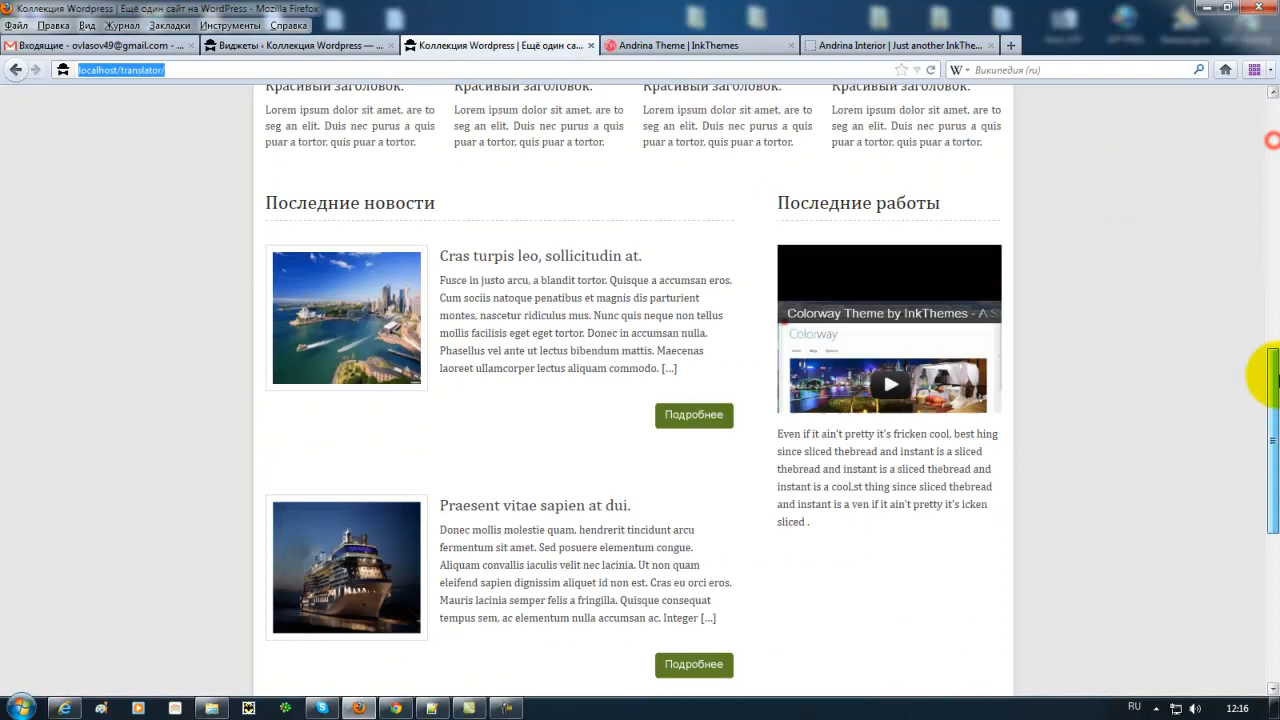 Коллекция Wordpress | Ещё один сайт на WordPress - Mozilla Firefox
Файл Правка Вид Журнал Закладки Инструменты Справка
Входящие - ovlasov49@gmail.com - ...
Виджеты ‹ Коллекция Wordpress — ...
Коллекция Wordpress | Ещё один са...
Andrina Theme | InkThemes
Andrina Interior | Just another InkThe...
localhost/translator/
W
Википедия (ru)
Красивый заголовок. Красивый заголовок. Красивый заголовок. Красивый заголовок.
Lorem ipsum dolor sit amet, are to
seg an elit. Duis nec purus a quis
puar a tortor, quis puar a tortor.
Lorem ipsum dolor sit amet, are to
seg an elit. Duis nec purus a quis
puar a tortor, quis puar a tortor.
Lorem ipsum dolor sit amet, are to
seg an elit. Duis nec purus a quis
puar a tortor, quis puar a tortor.
Lorem ipsum dolor sit amet, are to
seg an elit. Duis nec purus a quis
puar a tortor, quis puar a tortor.
Последние новости
Cras turpis leo, sollicitudin at.
Fusce in justo arcu, a blandit tortor. Quisque a accumsan eros.
Cum sociis natoque penatibus et magnis dis parturient
montes, nascetur ridiculus mus. Nunc quis neque non tellus
mollis facilisis eget eget tortor. Donec in accumsan nulla.
Phasellus vel ante ut lectus bibendum mattis. Maecenas
laoreet ullamcorper lectus aliquam commodo. [...]
Подробнее
Praesent vitae sapien at dui.
Donec mollis molestie quam, hendrerit tincidunt arcu
fermentum sit amet. Sed posuere elementum congue.
Aliquam convallis iaculis velit nec lacinia. Ut non quam
eleifend sapien dignissim aliquet id non est. Cras eu orci eros.
Mauris lacinia semper felis a fringilla. Quisque consequat
tempus sem, ac elementum nulla accumsan ac. Integer [...]
Подробнее
Последние работы
Colorway Theme by InkThemes - A S
Colorway
Even if it ain't pretty it's fricken cool, best hing
since sliced thebread and instant is a sliced
thebread and instant is a sliced thebread and
instant is a cool.st thing since sliced thebread
and instant is a ven if it ain't pretty it's icken
sliced .
RU
12:16